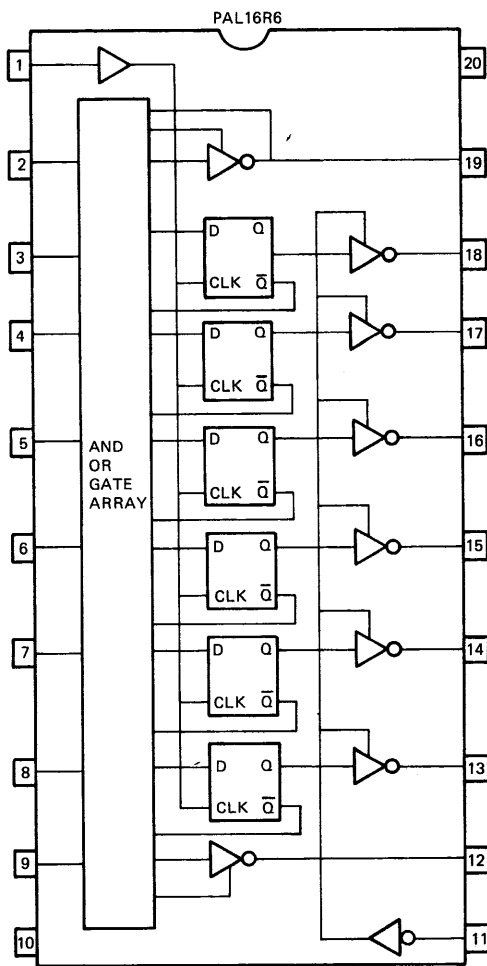 PAL16R6
1
20
2
19
D Q
3
18
CLK Q̅
4
D Q
17
CLK Q̅
5
D Q
16
AND
OR
GATE
ARRAY
CLK Q̅
6
D Q
15
CLK Q̅
7
D Q
14
CLK Q̅
8
D Q
13
CLK Q̅
9
12
10
11